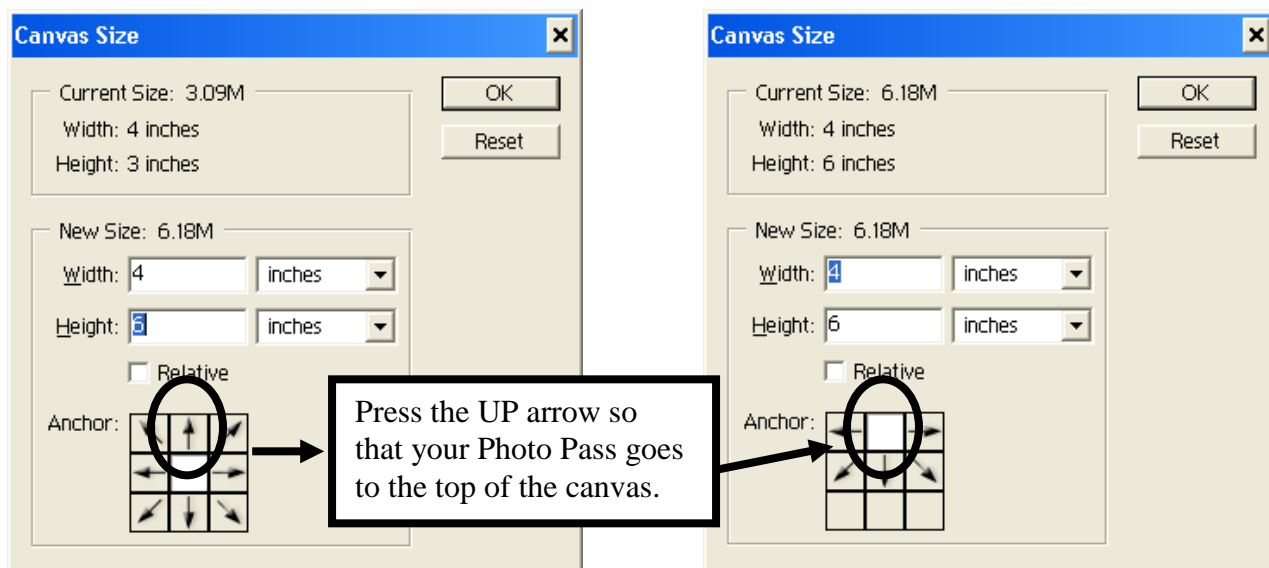 Canvas Size
Current Size: 3.09M
Width: 4 inches
Height: 3 inches
OK
Reset
New Size: 6.18M
Width: 4 inches
Height: 6 inches
Relative
Anchor:
Press the UP arrow so
that your Photo Pass goes
to the top of the canvas.
Canvas Size
Current Size: 6.18M
Width: 4 inches
Height: 6 inches
OK
Reset
New Size: 6.18M
Width: 4 inches
Height: 6 inches
Relative
Anchor: